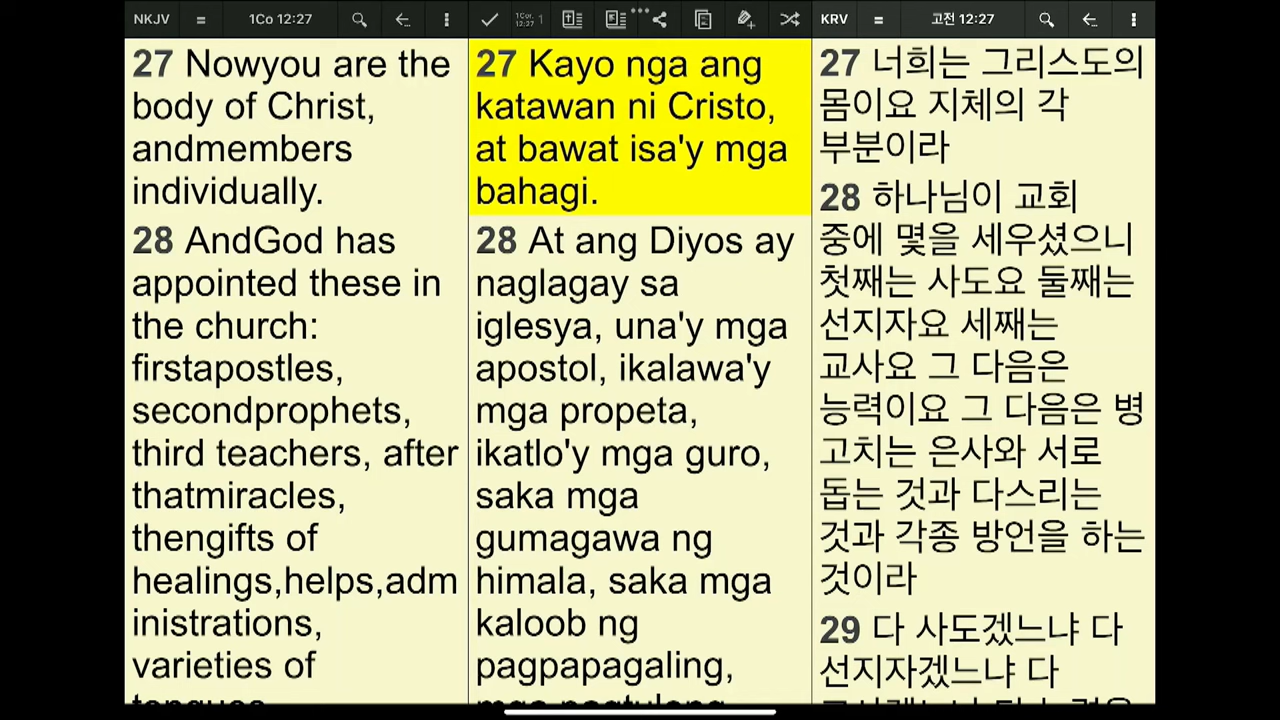 NKJV
1Co 12:27
1Cor. 1
12:27
KRV
고전 12:27
27 Nowyou are the
body of Christ,
andmembers
individually.
28 AndGod has
appointed these in
the church:
firstapostles,
secondprophets,
third teachers, after
thatmiracles,
thengifts of
healings,helps,adm
inistrations,
varieties of
tongues.
27 Kayo nga ang
katawan ni Cristo,
at bawat isa'y mga
bahagi.
28 At ang Diyos ay
naglagay sa
iglesya, una'y mga
apostol, ikalawa'y
mga propeta,
ikatlo'y mga guro,
saka mga
gumagawa ng
himala, saka mga
kaloob ng
pagpapagaling,
mga pagtulong,
27 너희는 그리스도의
몸이요 지체의 각
부분이라
28 하나님이 교회
중에 몇을 세우셨으니
첫째는 사도요 둘째는
선지자요 세째는
교사요 그 다음은
능력이요 그 다음은 병
고치는 은사와 서로
돕는 것과 다스리는
것과 각종 방언을 하는
것이라
29 다 사도겠느냐 다
선지자겠느냐 다